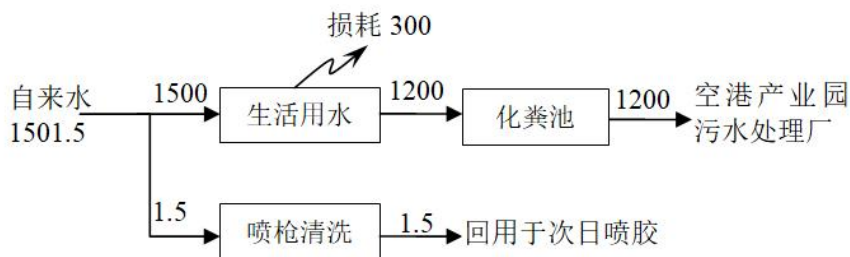 损耗 300
自来水
1501.5
1500
生活用水
1200
化粪池
1200
空港产业园
污水处理厂
1.5
喷枪清洗
1.5
回用于次日喷胶